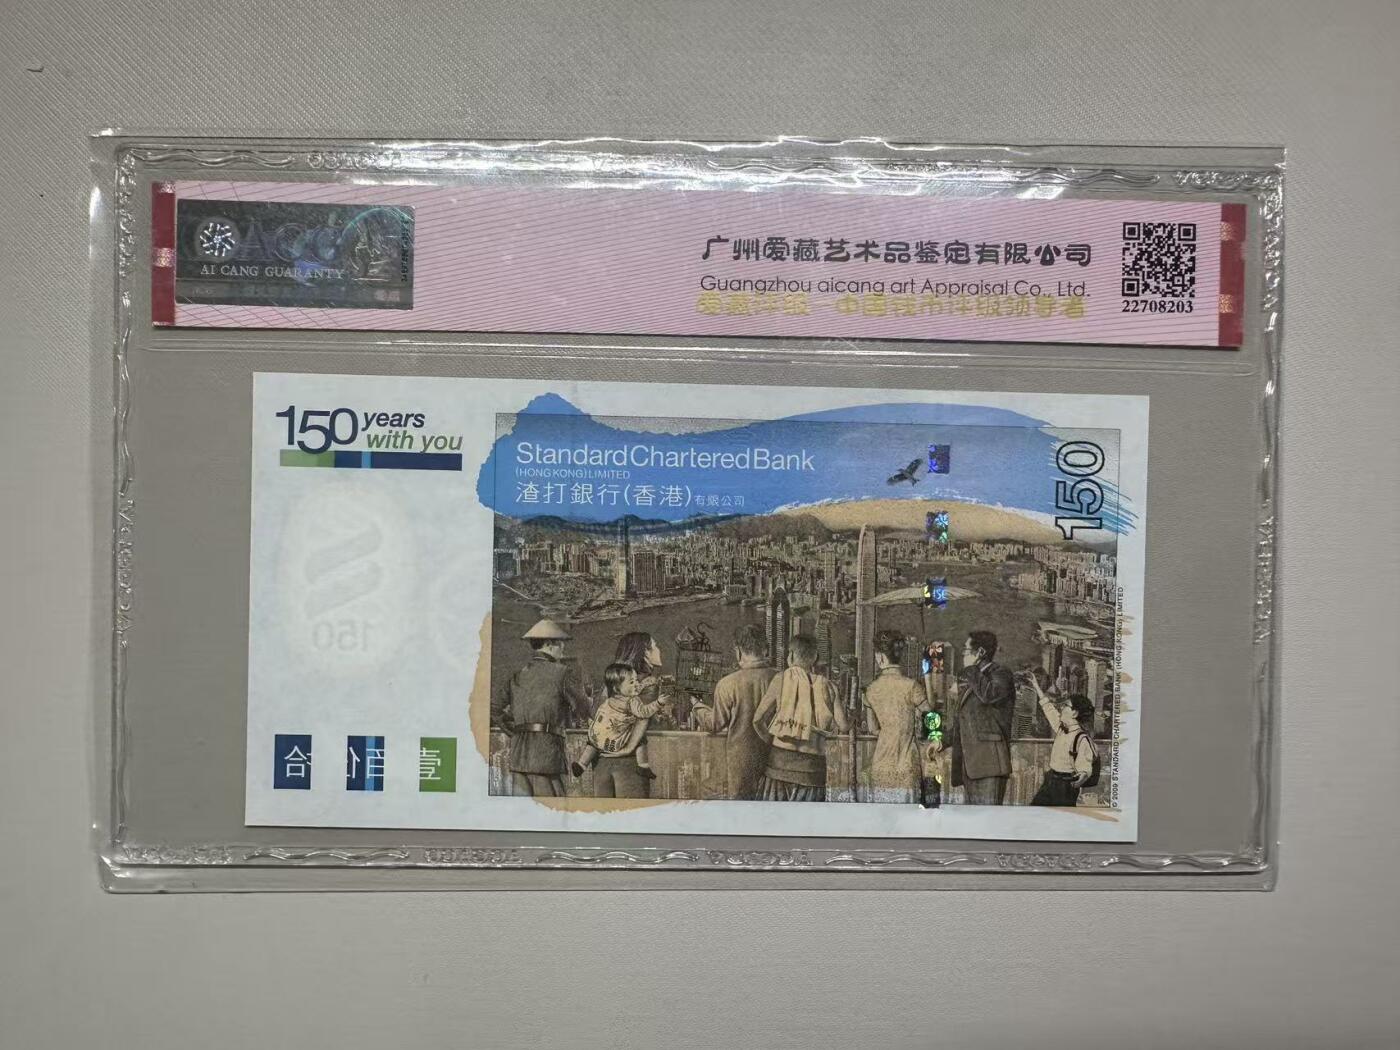 AI CANG GUARANTY
广州爱藏艺术品鉴定有限公司
Guangzhou aicang art Appraisal Co., Ltd.
爱藏评级 中国钱币评级领导者
22708203
150 years
with you
Standard Chartered Bank
(HONG KONG) LIMITED
渣打銀行(香港)有限公司
150
150
© 2009 STANDARD CHARTERED BANK (HONG KONG) LIMITED